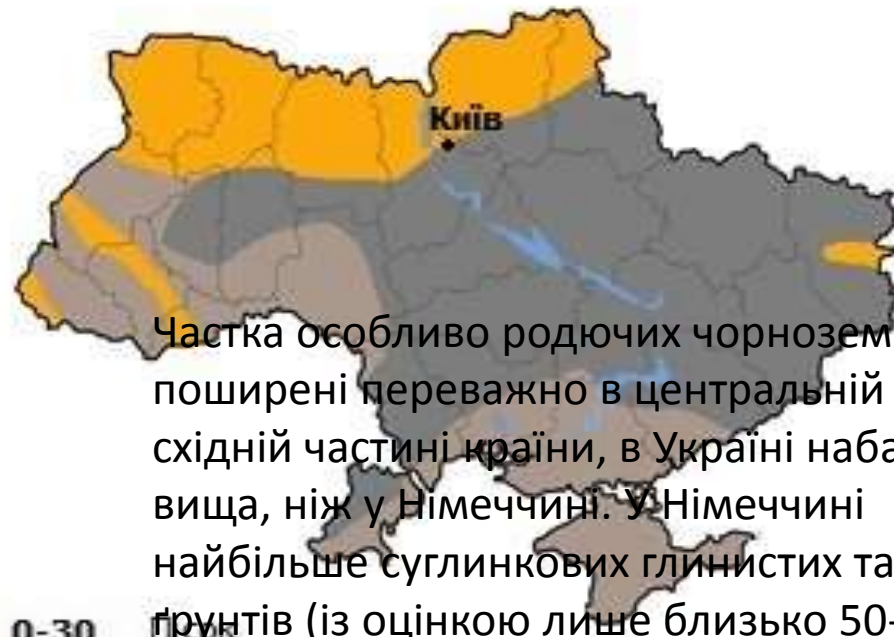 Київ
Частка особливо родючих чорнозем
поширені переважно в центральній
східній частині країни, в Україні наба
вища, ніж у Німеччині. У Німеччині
найбільше суглинкових глинистих та
0-30
ґрунтів (із оцінкою лише близько 50